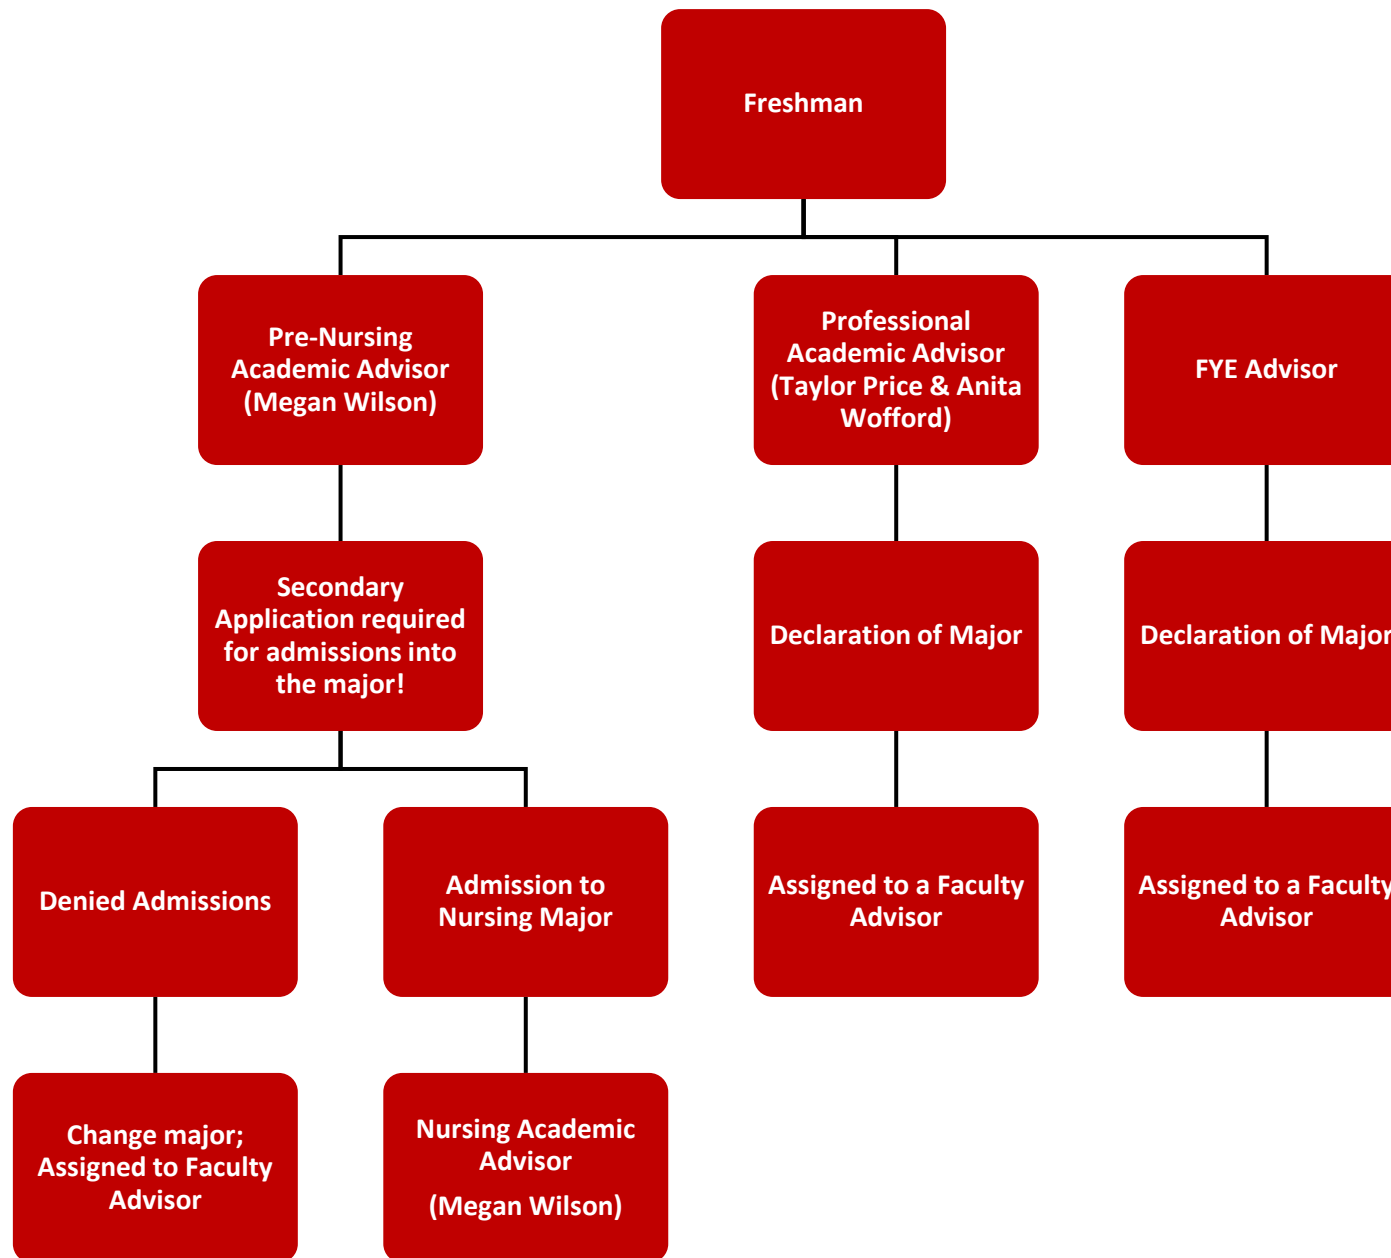 Freshman
Pre-Nursing
Academic Advisor
(Megan Wilson)
Professional
Academic Advisor
(Taylor Price & Anita
Wofford)
FYE Advisor
Secondary
Application required
for admissions into
the major!
Declaration of Major
Declaration of Major
Denied Admissions
Admission to
Nursing Major
Assigned to a Faculty
Advisor
Assigned to a Faculty
Advisor
Change major;
Assigned to Faculty
Advisor
Nursing Academic
Advisor
(Megan Wilson)